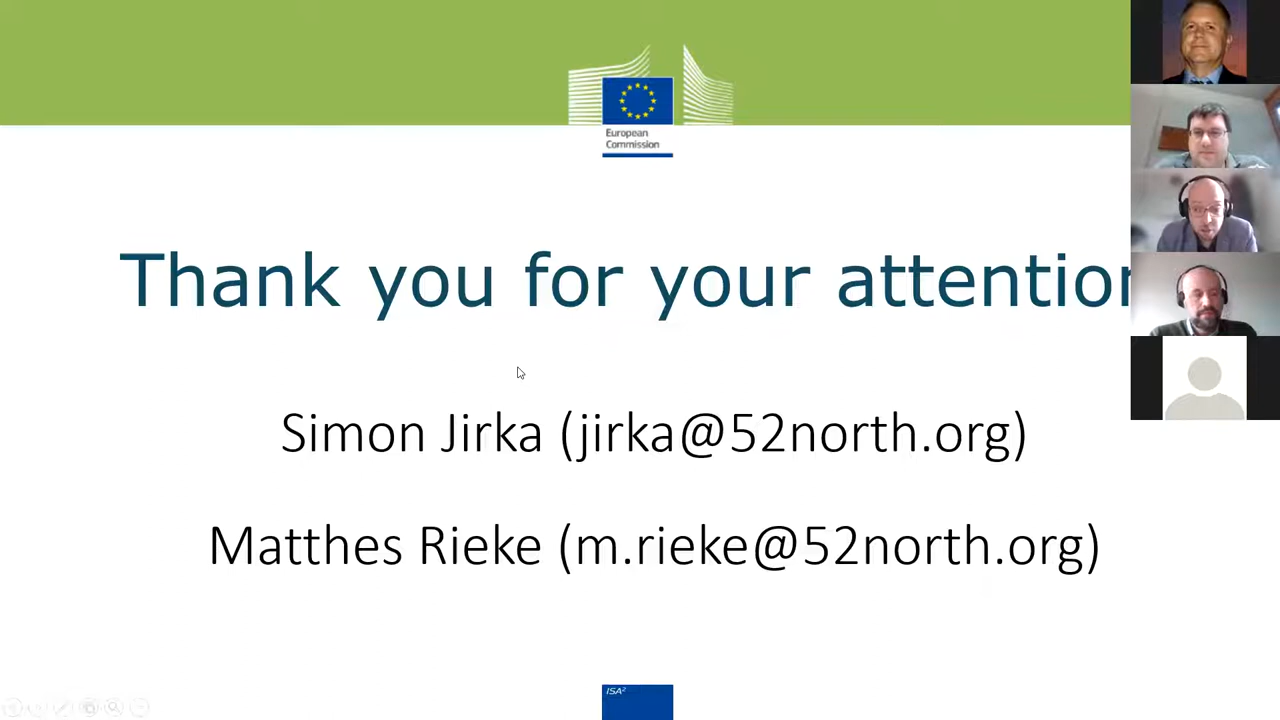 European
Commission
Thank you for your attention
Simon Jirka (jirka@52north.org)
Matthes Rieke (m.rieke@52north.org)
ISA²